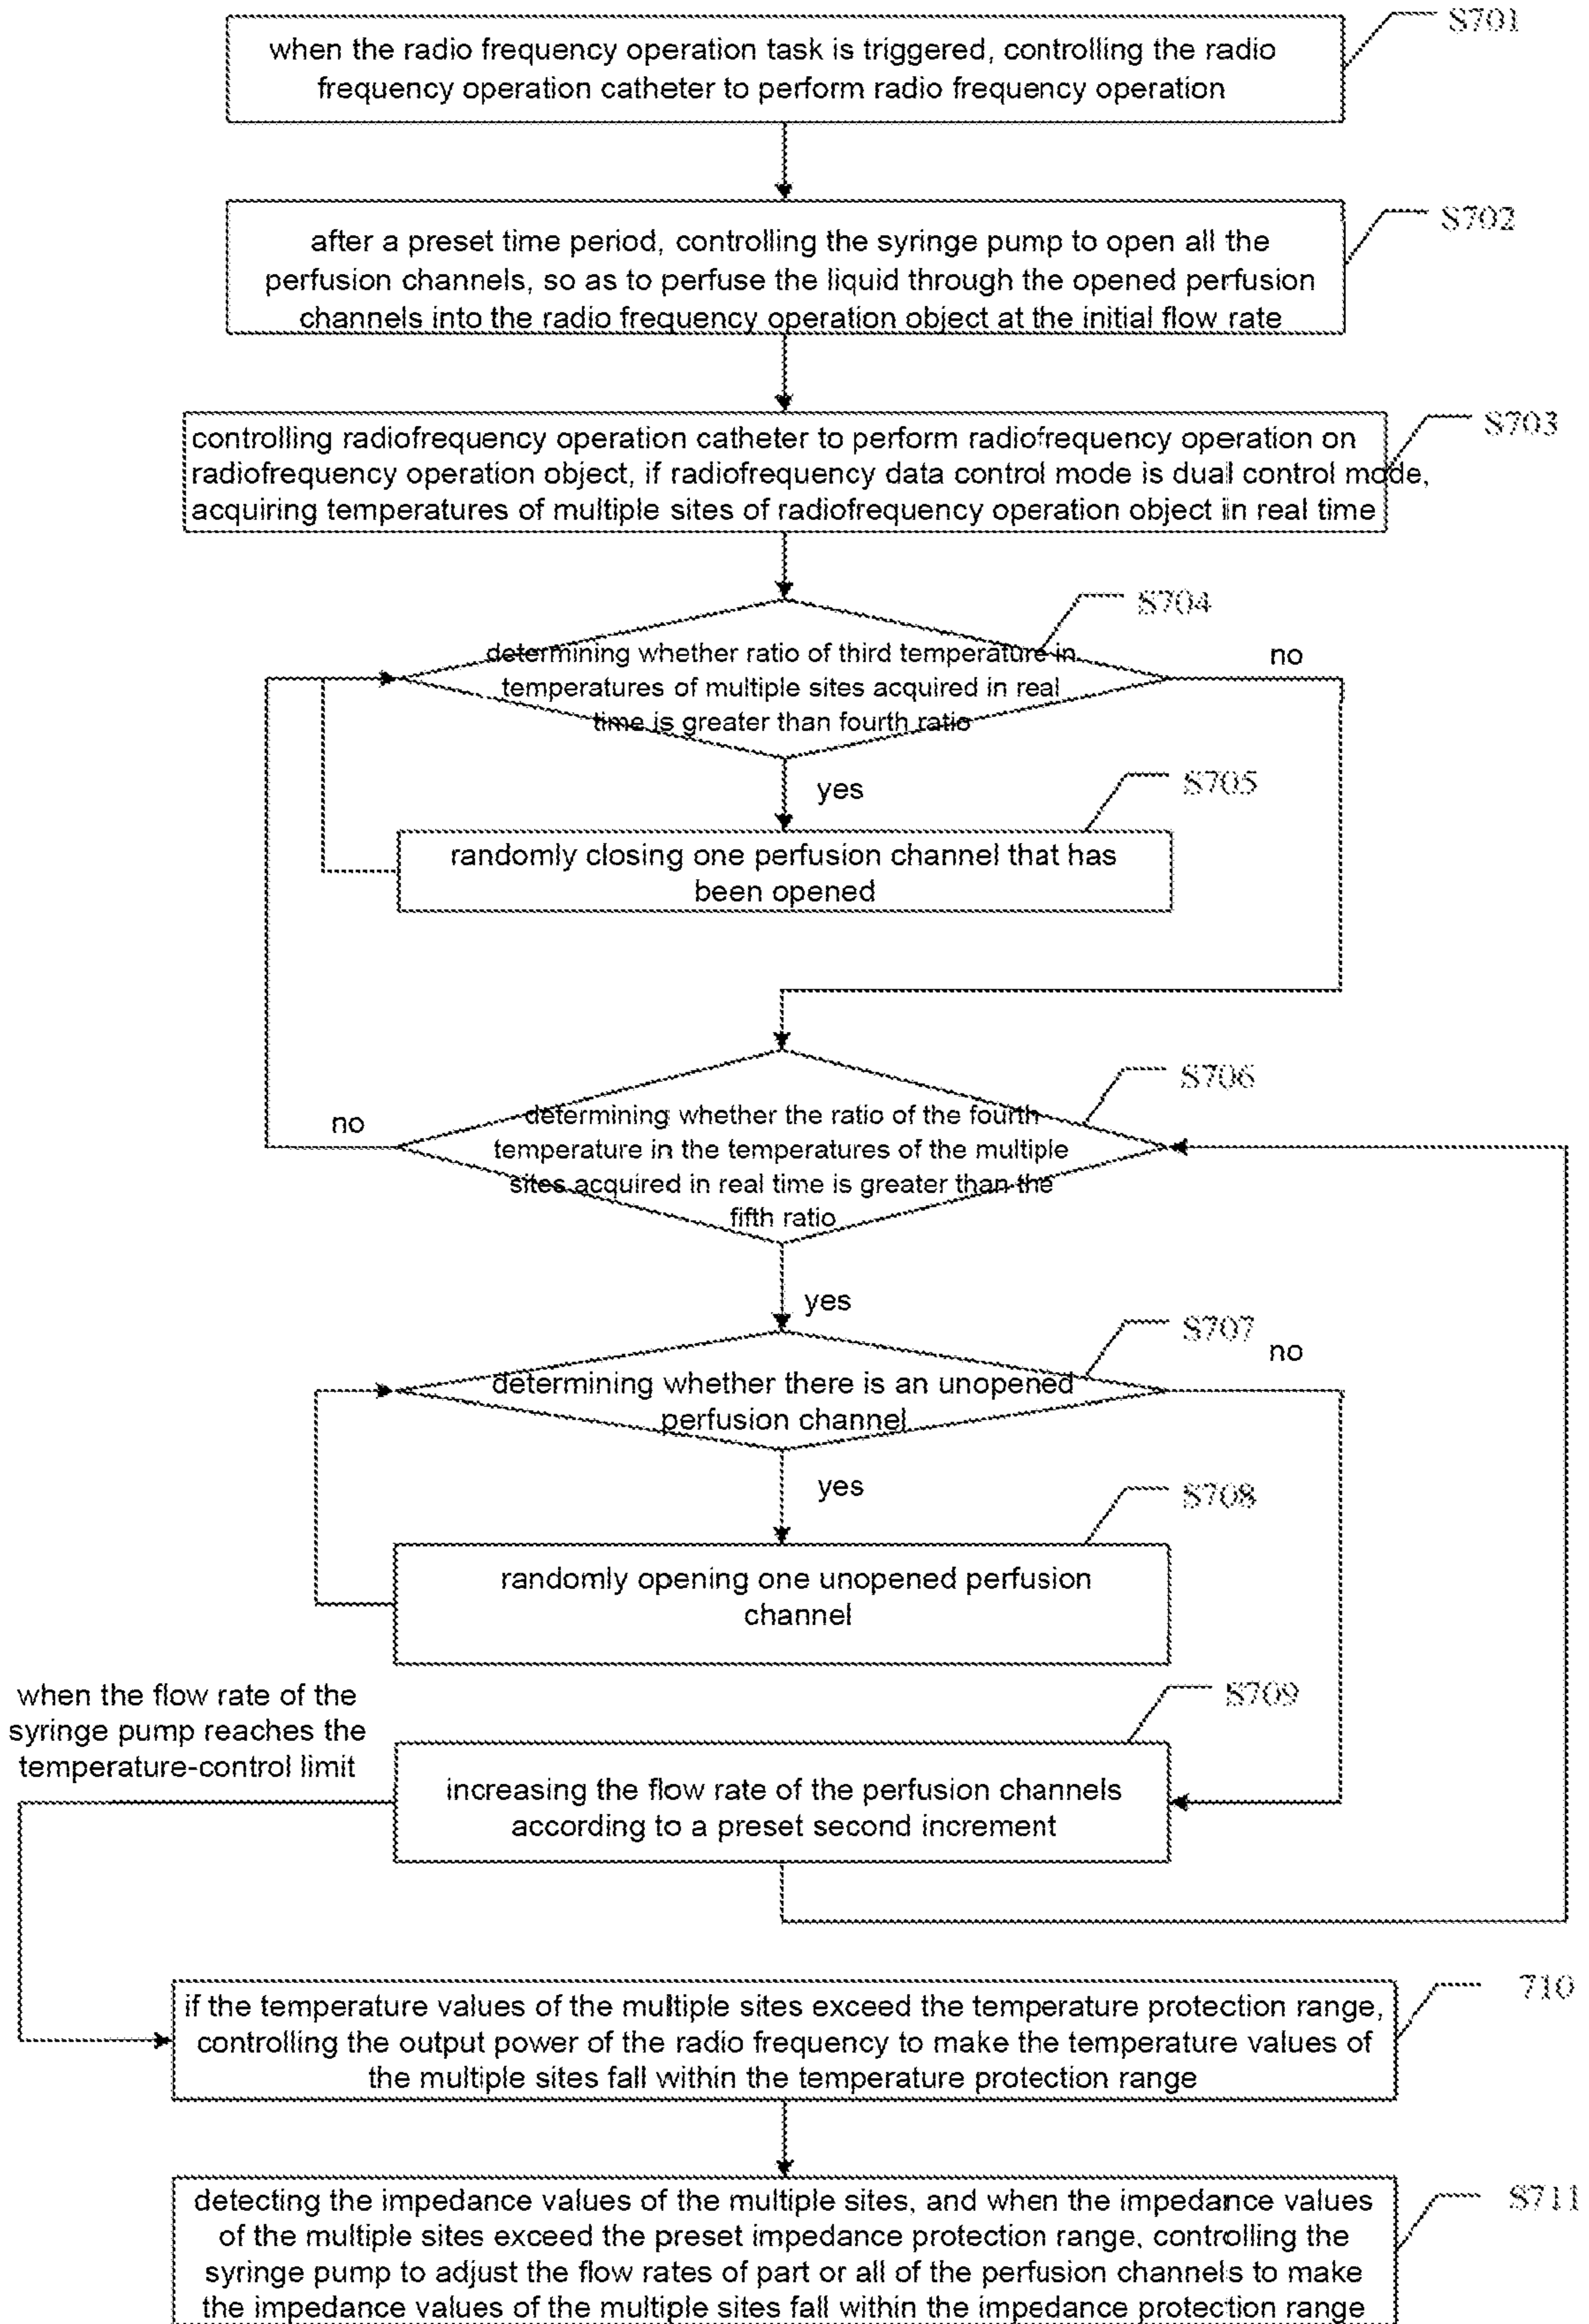 S701
when the radio frequency operation task is triggered, controlling the radio
frequency operation catheter to perform radio frequency operation
S702
after a preset time period, controlling the syringe pump to open all the
perfusion channels, so as to perfuse the liquid through the opened perfusion
channels into the radio frequency operation object at the initial flow rate
S703
controlling radiofrequency operation catheter to perform radiofrequency operation on
radiofrequency operation object, if radiofrequency data control mode is dual control mode,
acquiring temperatures of multiple sites of radiofrequency operation object in real time
S704
determining whether ratio of third temperature in
temperatures of multiple sites acquired in real
time is greater than fourth ratio
no
yes
S705
randomly closing one perfusion channel that has
been opened
S706
no
determining whether the ratio of the fourth
temperature in the temperatures of the multiple
sites acquired in real time is greater than the
fifth ratio
yes
S707
no
determining whether there is an unopened
perfusion channel
yes
S708
randomly opening one unopened perfusion
channel
when the flow rate of the
syringe pump reaches the
temperature-control limit
S709
increasing the flow rate of the perfusion channels
according to a preset second increment
710
if the temperature values of the multiple sites exceed the temperature protection range,
controlling the output power of the radio frequency to make the temperature values of
the multiple sites fall within the temperature protection range
S711
detecting the impedance values of the multiple sites, and when the impedance values
of the multiple sites exceed the preset impedance protection range, controlling the
syringe pump to adjust the flow rates of part or all of the perfusion channels to make
the impedance values of the multiple sites fall within the impedance protection range